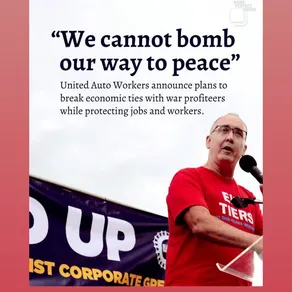 “We cannot bomb
our way to peace”
United Auto Workers announce plans to
break economic ties with war profiteers
while protecting jobs and workers.
TIERS
D UP
IST CORPORATE GRE